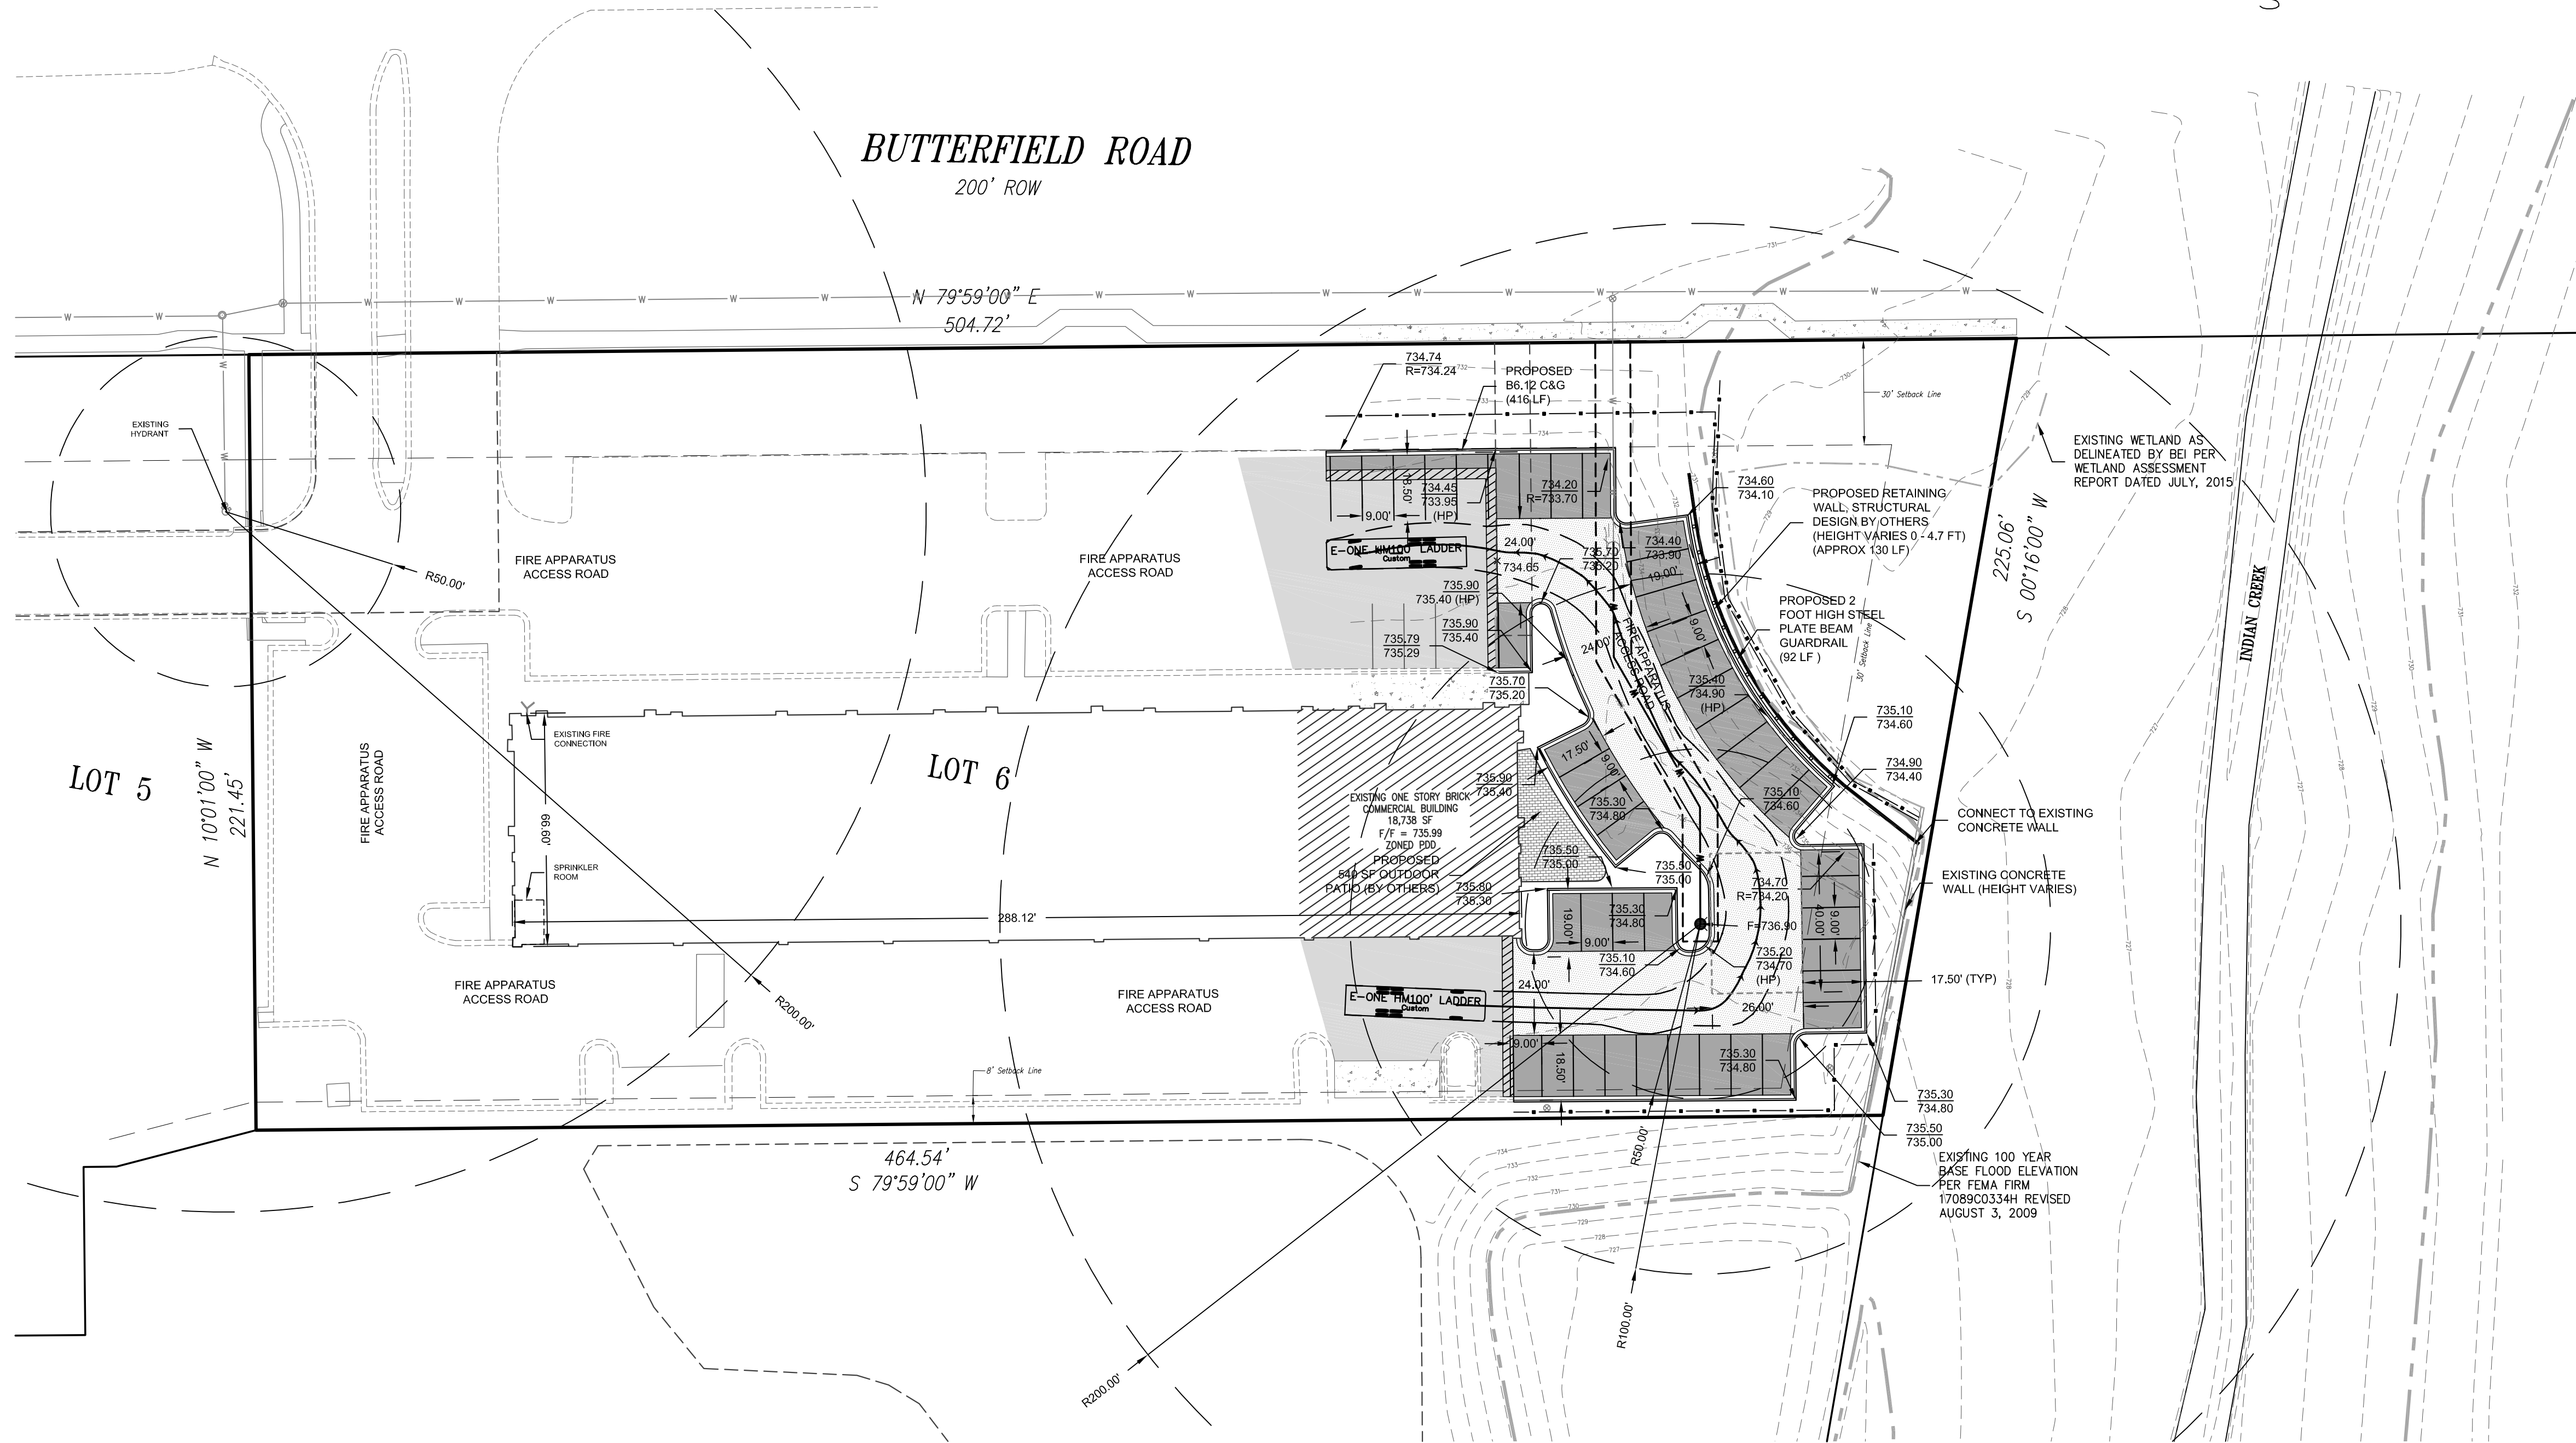 BUTTERFIELD ROAD
200' ROW
N 79°59'00" E
504.72'
734.74
R=734.24
PROPOSED
B6.12 C&G
(416 LF)
30' Setback Line
EXISTING
HYDRANT
EXISTING WETLAND AS
DELINEATED BY BEI PER
WETLAND ASSESSMENT
REPORT DATED JULY, 2015
734.60
734.10
PROPOSED RETAINING
WALL, STRUCTURAL
DESIGN BY OTHERS
(HEIGHT VARIES 0 - 4.7 FT)
(APPROX 130 LF)
18.50'
734.45
733.95
(HP)
9.00'
734.20
R=733.70
225.06'
S 00°16'00" W
INDIAN CREEK
FIRE APPARATUS
ACCESS ROAD
R50.00'
FIRE APPARATUS
ACCESS ROAD
E-ONE HM100' LADDER
Custom
24.00'
734.65
735.70
735.20
734.40
733.90
19.00'
9.00'
735.90
735.40 (HP)
735.90
735.40
735.79
735.29
24.00'
FIRE APPARATUS
ACCESS ROAD
PROPOSED 2
FOOT HIGH STEEL
PLATE BEAM
GUARDRAIL
(92 LF )
30' Setback Line
735.70
735.20
735.40
734.90
(HP)
735.10
734.60
EXISTING FIRE
CONNECTION
LOT 5
N 10°01'00" W
221.45'
FIRE APPARATUS
ACCESS ROAD
66.60'
LOT 6
17.50'
9.00'
735.90
735.40
735.30
734.80
735.10
734.60
734.90
734.40
EXISTING ONE STORY BRICK
COMMERCIAL BUILDING
18,738 SF
F/F = 735.99
ZONED PDD
PROPOSED
540 SF OUTDOOR
PATIO (BY OTHERS)
CONNECT TO EXISTING
CONCRETE WALL
SPRINKLER
ROOM
288.12'
735.50
735.00
735.50
735.00
735.80
735.30
734.70
R=734.20
EXISTING CONCRETE
WALL (HEIGHT VARIES)
19.00'
9.00'
735.30
734.80
F=736.90
40.00'
9.00'
735.10
734.60
735.20
734.70
(HP)
17.50' (TYP)
FIRE APPARATUS
ACCESS ROAD
R200.00'
FIRE APPARATUS
ACCESS ROAD
E-ONE HM100' LADDER
Custom
24.00'
26.00'
9.00'
18.50'
735.30
734.80
8' Setback Line
735.30
734.80
735.50
735.00
R50.00'
EXISTING 100 YEAR
BASE FLOOD ELEVATION
PER FEMA FIRM
17089C0334H REVISED
AUGUST 3, 2009
464.54'
S 79°59'00" W
R100.00'
R200.00'
734
733
732
731
730
729
728
727